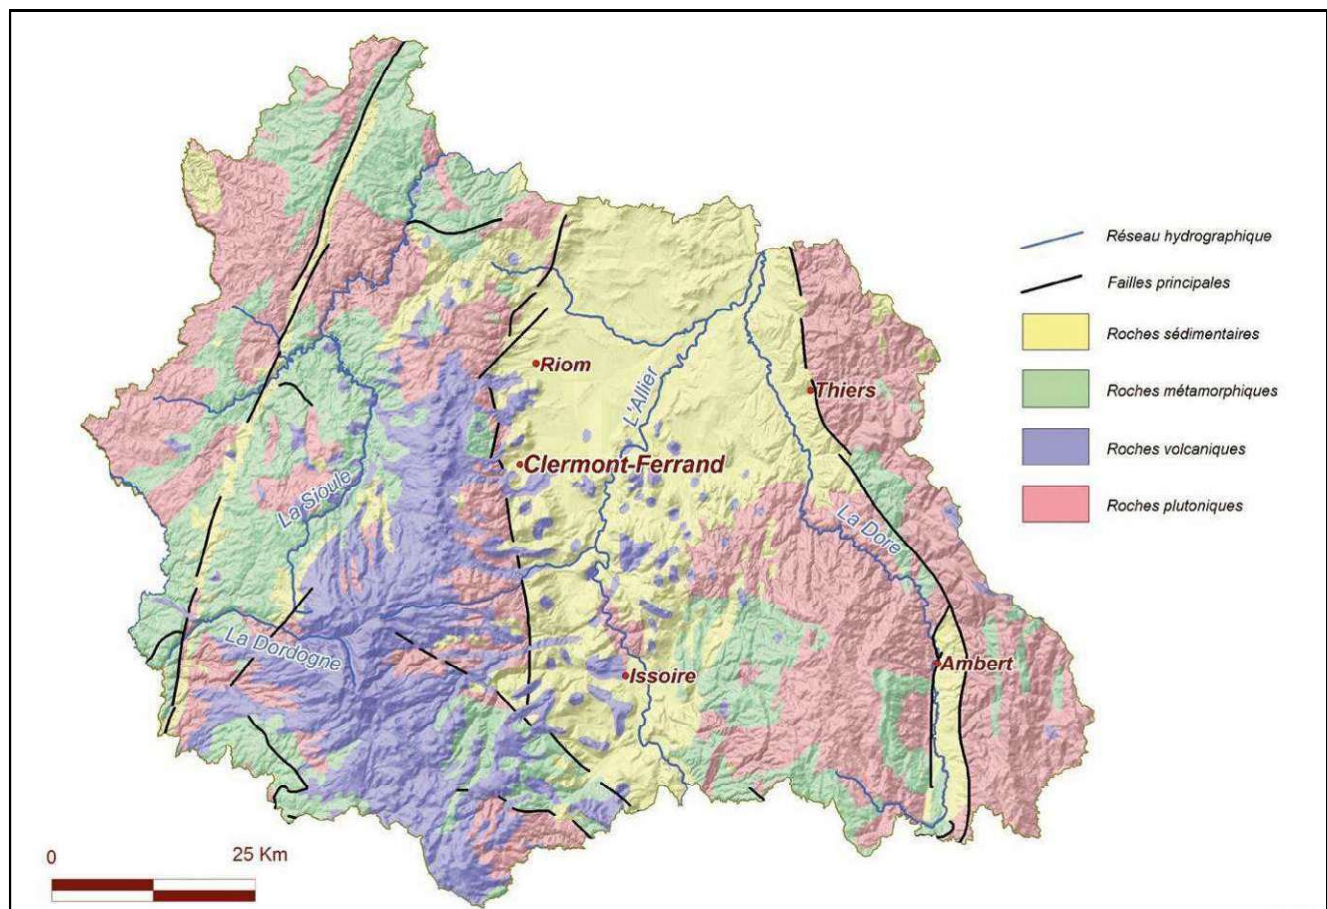 Réseau hydrographique
Failles principales
Roches sédimentaires
Riom
L'Allier
Thiers
Roches métamorphiques
Clermont-Ferrand
Roches volcaniques
La Sioule
La Dore
Roches plutoniques
La Dordogne
Issoire
Ambert
0 25 Km